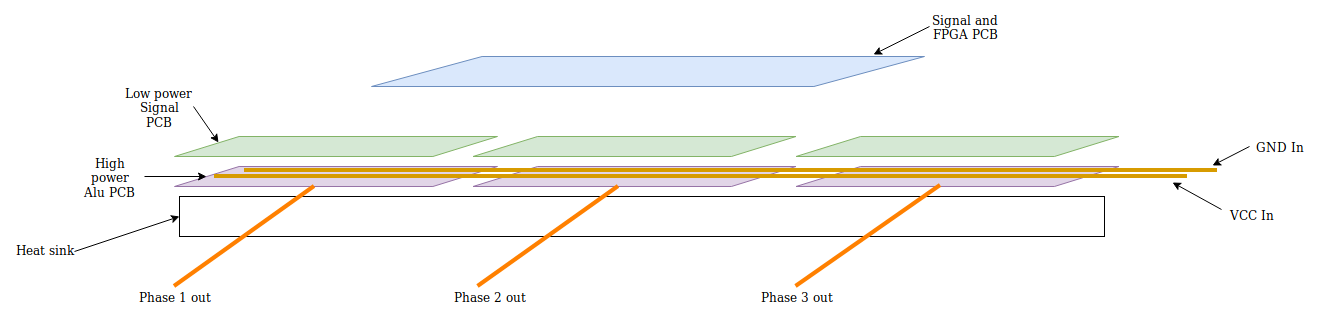 Signal and
FPGA PCB
Low power
Signal
PCB
GND In
High
power
Alu PCB
VCC In
Heat sink
Phase 1 out
Phase 2 out
Phase 3 out